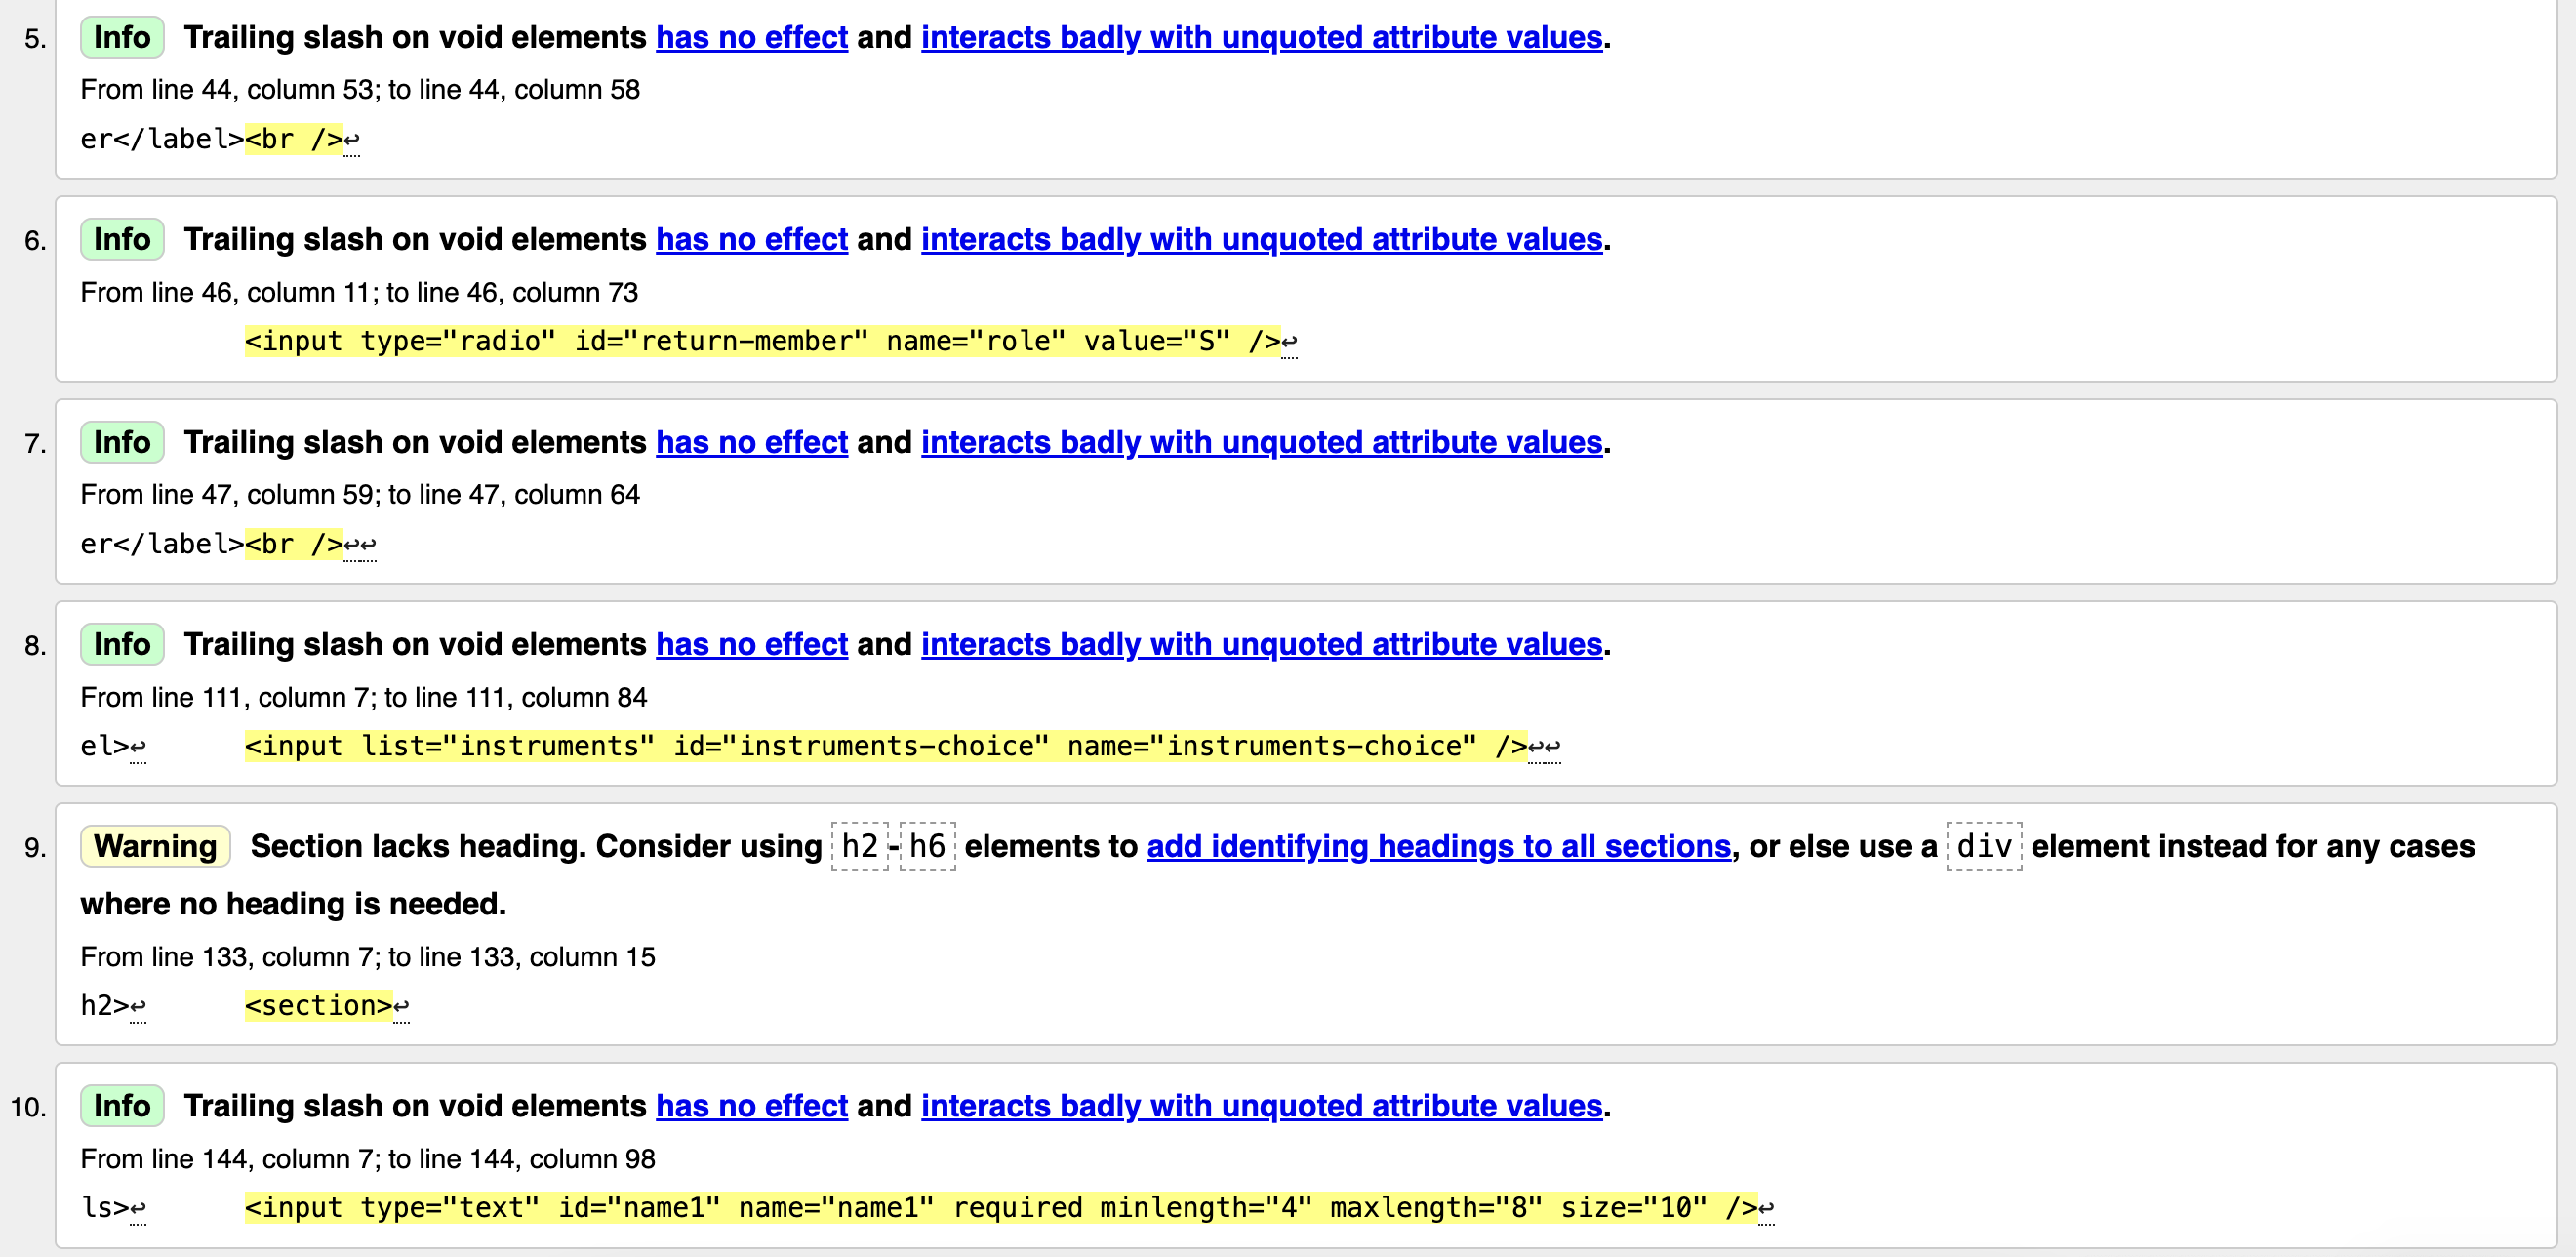 5. Info Trailing slash on void elements has no effect and interacts badly with unquoted attribute values.
From line 44, column 53; to line 44, column 58
er</label><br />↩
6. Info Trailing slash on void elements has no effect and interacts badly with unquoted attribute values.
From line 46, column 11; to line 46, column 73
<input type="radio" id="return-member" name="role" value="S" />↩
7. Info Trailing slash on void elements has no effect and interacts badly with unquoted attribute values.
From line 47, column 59; to line 47, column 64
er</label><br />↩↩
8. Info Trailing slash on void elements has no effect and interacts badly with unquoted attribute values.
From line 111, column 7; to line 111, column 84
el>↩ <input list="instruments" id="instruments-choice" name="instruments-choice" />↩↩
9. Warning Section lacks heading. Consider using h2-h6 elements to add identifying headings to all sections, or else use a div element instead for any cases
where no heading is needed.
From line 133, column 7; to line 133, column 15
h2>↩ <section>↩
10. Info Trailing slash on void elements has no effect and interacts badly with unquoted attribute values.
From line 144, column 7; to line 144, column 98
ls>↩ <input type="text" id="name1" name="name1" required minlength="4" maxlength="8" size="10" />↩